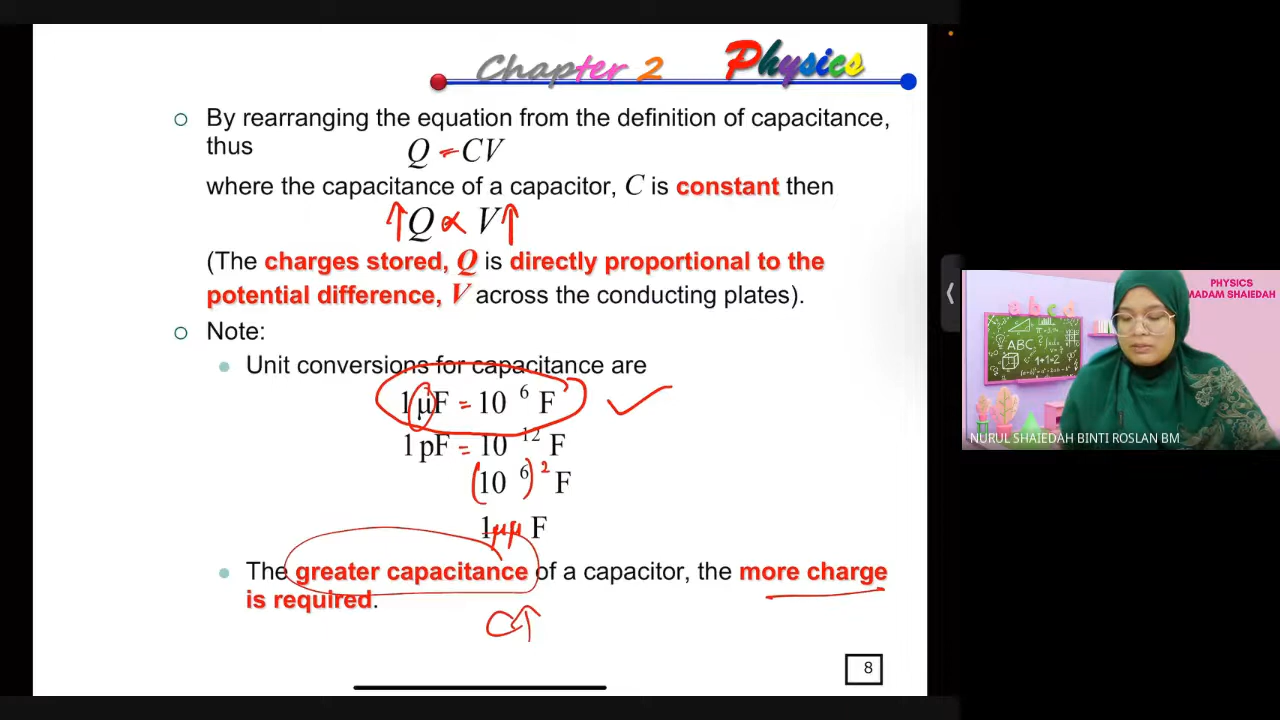 Chapter 2 Physics
By rearranging the equation from the definition of capacitance,
thus
Q = CV
where the capacitance of a capacitor, C is constant then
↑Q ∝ V↑
(The charges stored, Q is directly proportional to the
potential difference, V across the conducting plates).
Note:
Unit conversions for capacitance are
1 μF = 10 6 F
1 pF = 10 12 F
(10 6)² F
1μμ F
The greater capacitance of a capacitor, the more charge
is required.
C↑
8
PHYSICS
MADAM SHAIEDAH
ABC
1+1=2
NURUL SHAIEDAH BINTI ROSLAN BM